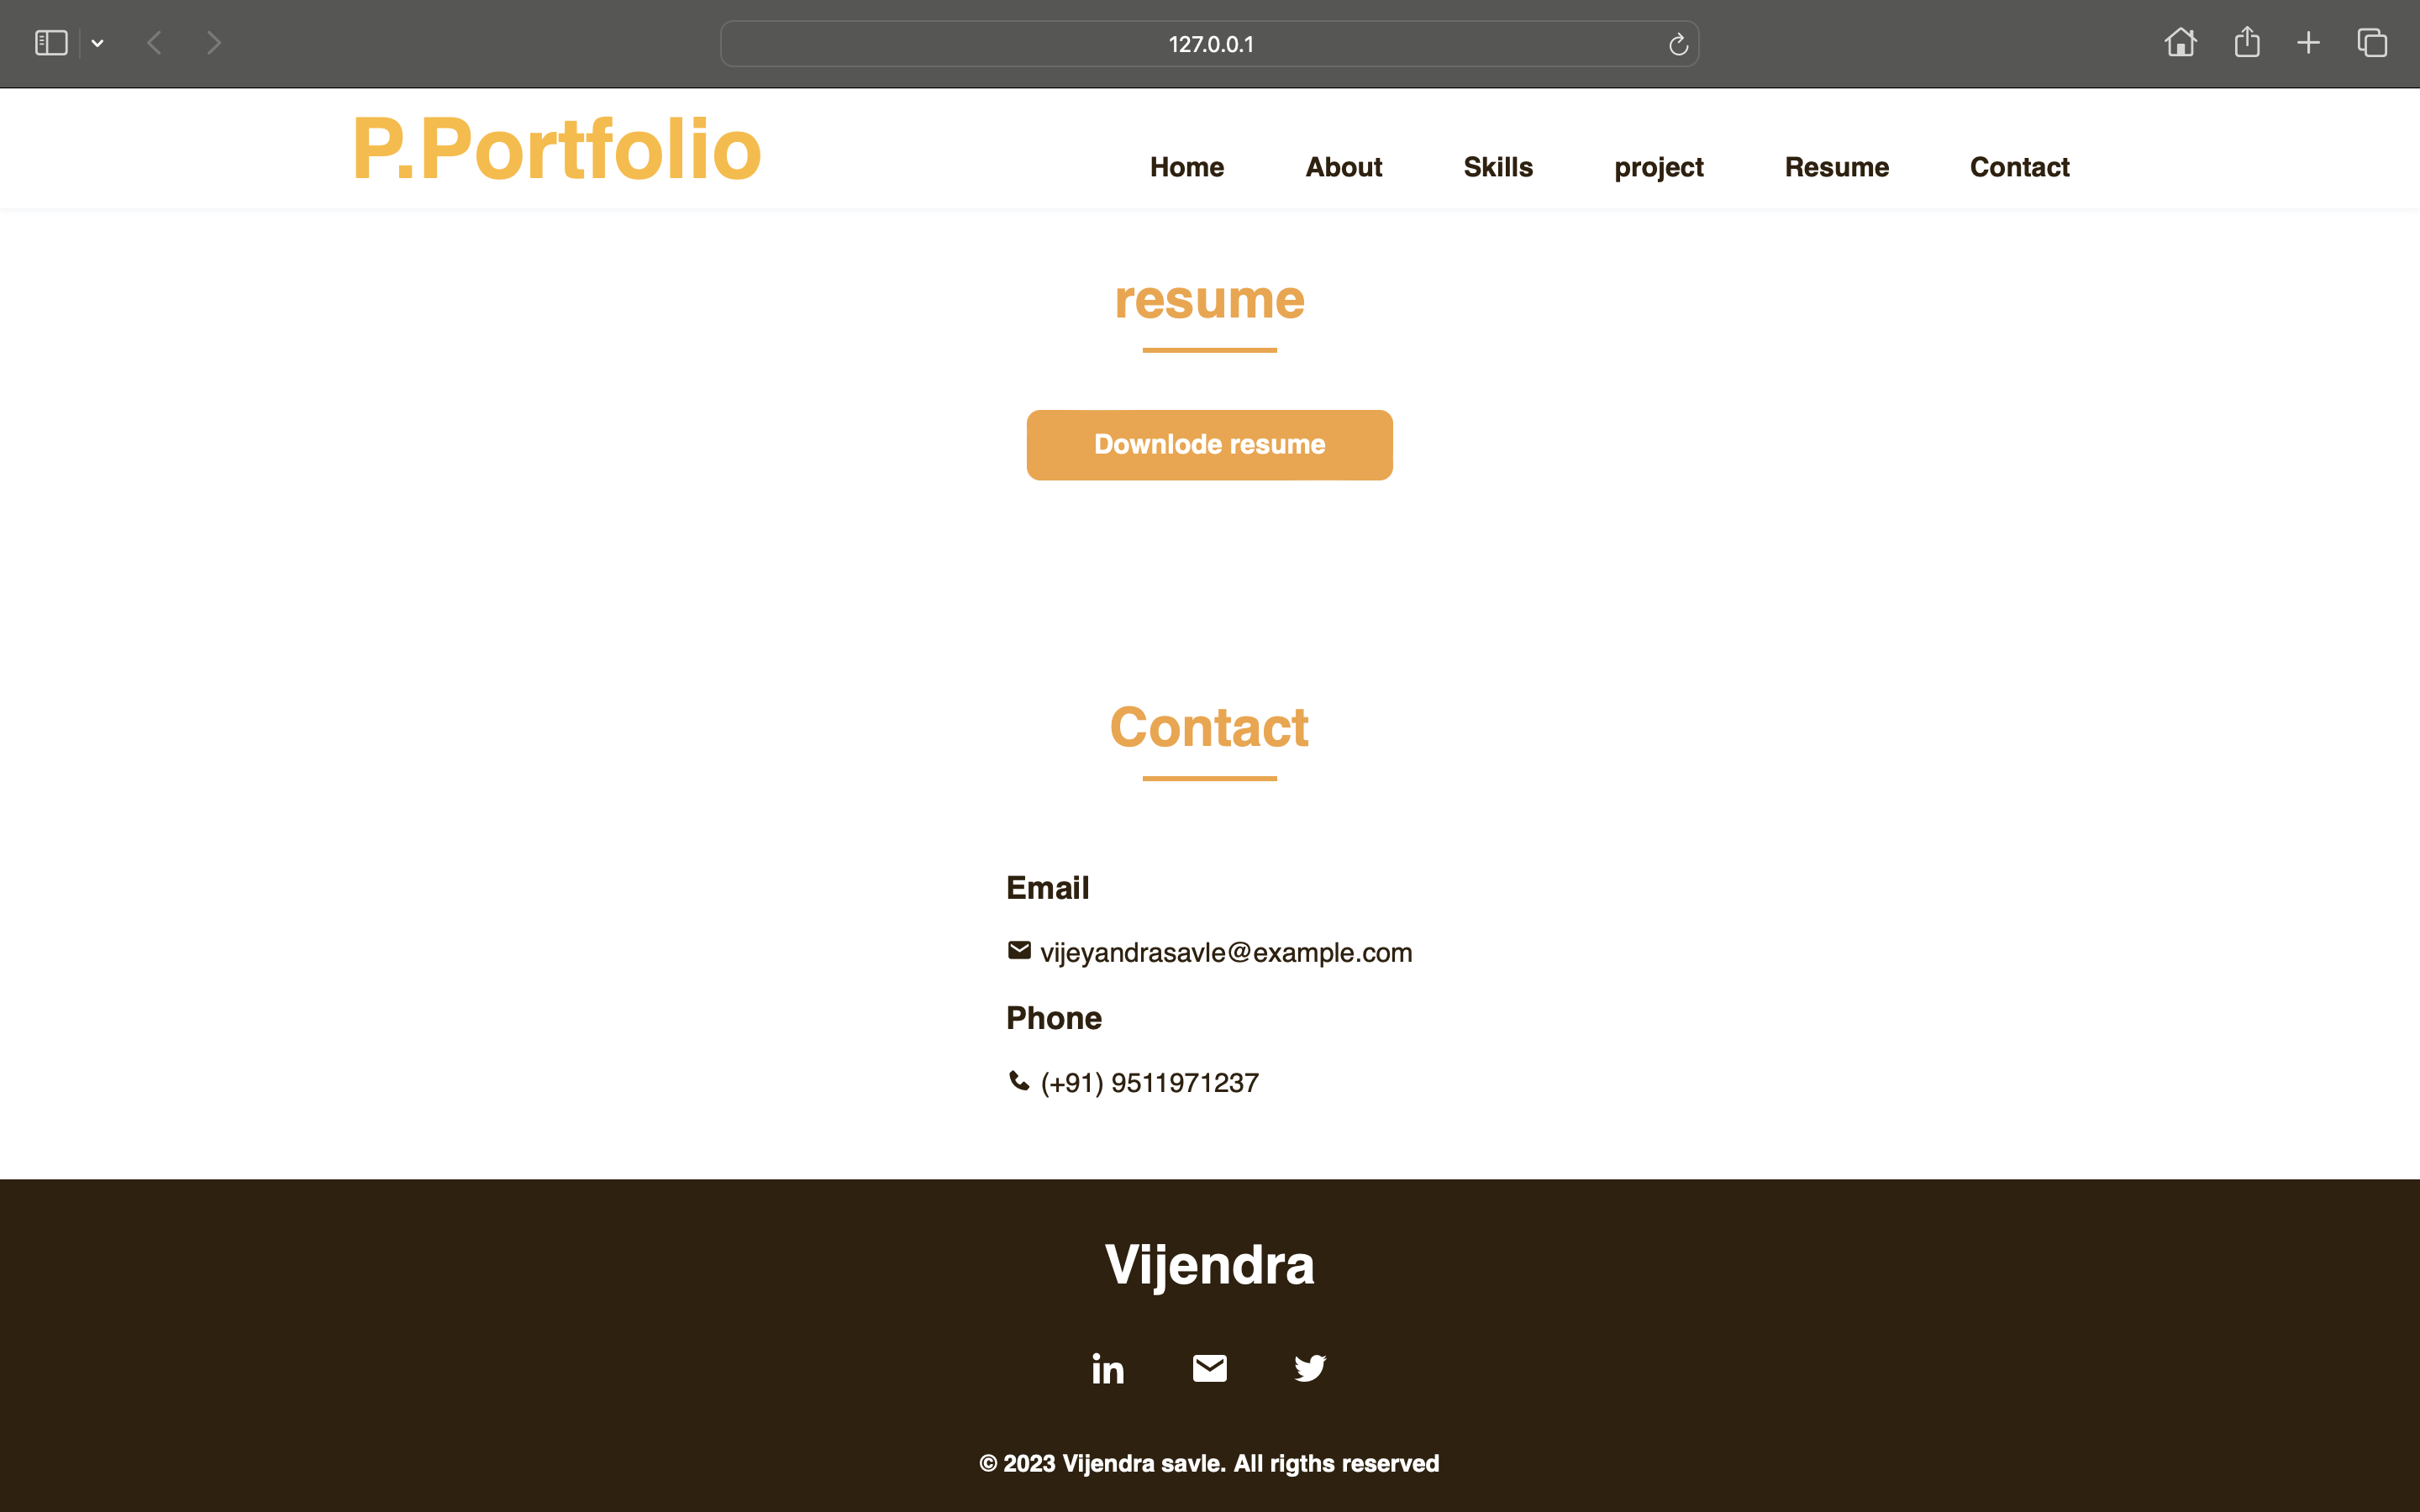 127.0.0.1
P.Portfolio
Home About Skills project Resume Contact
resume
Downlode resume
Contact
Email
vijeyandrasavle@example.com
Phone
(+91) 9511971237
Vijendra
in
© 2023 Vijendra savle. All rigths reserved